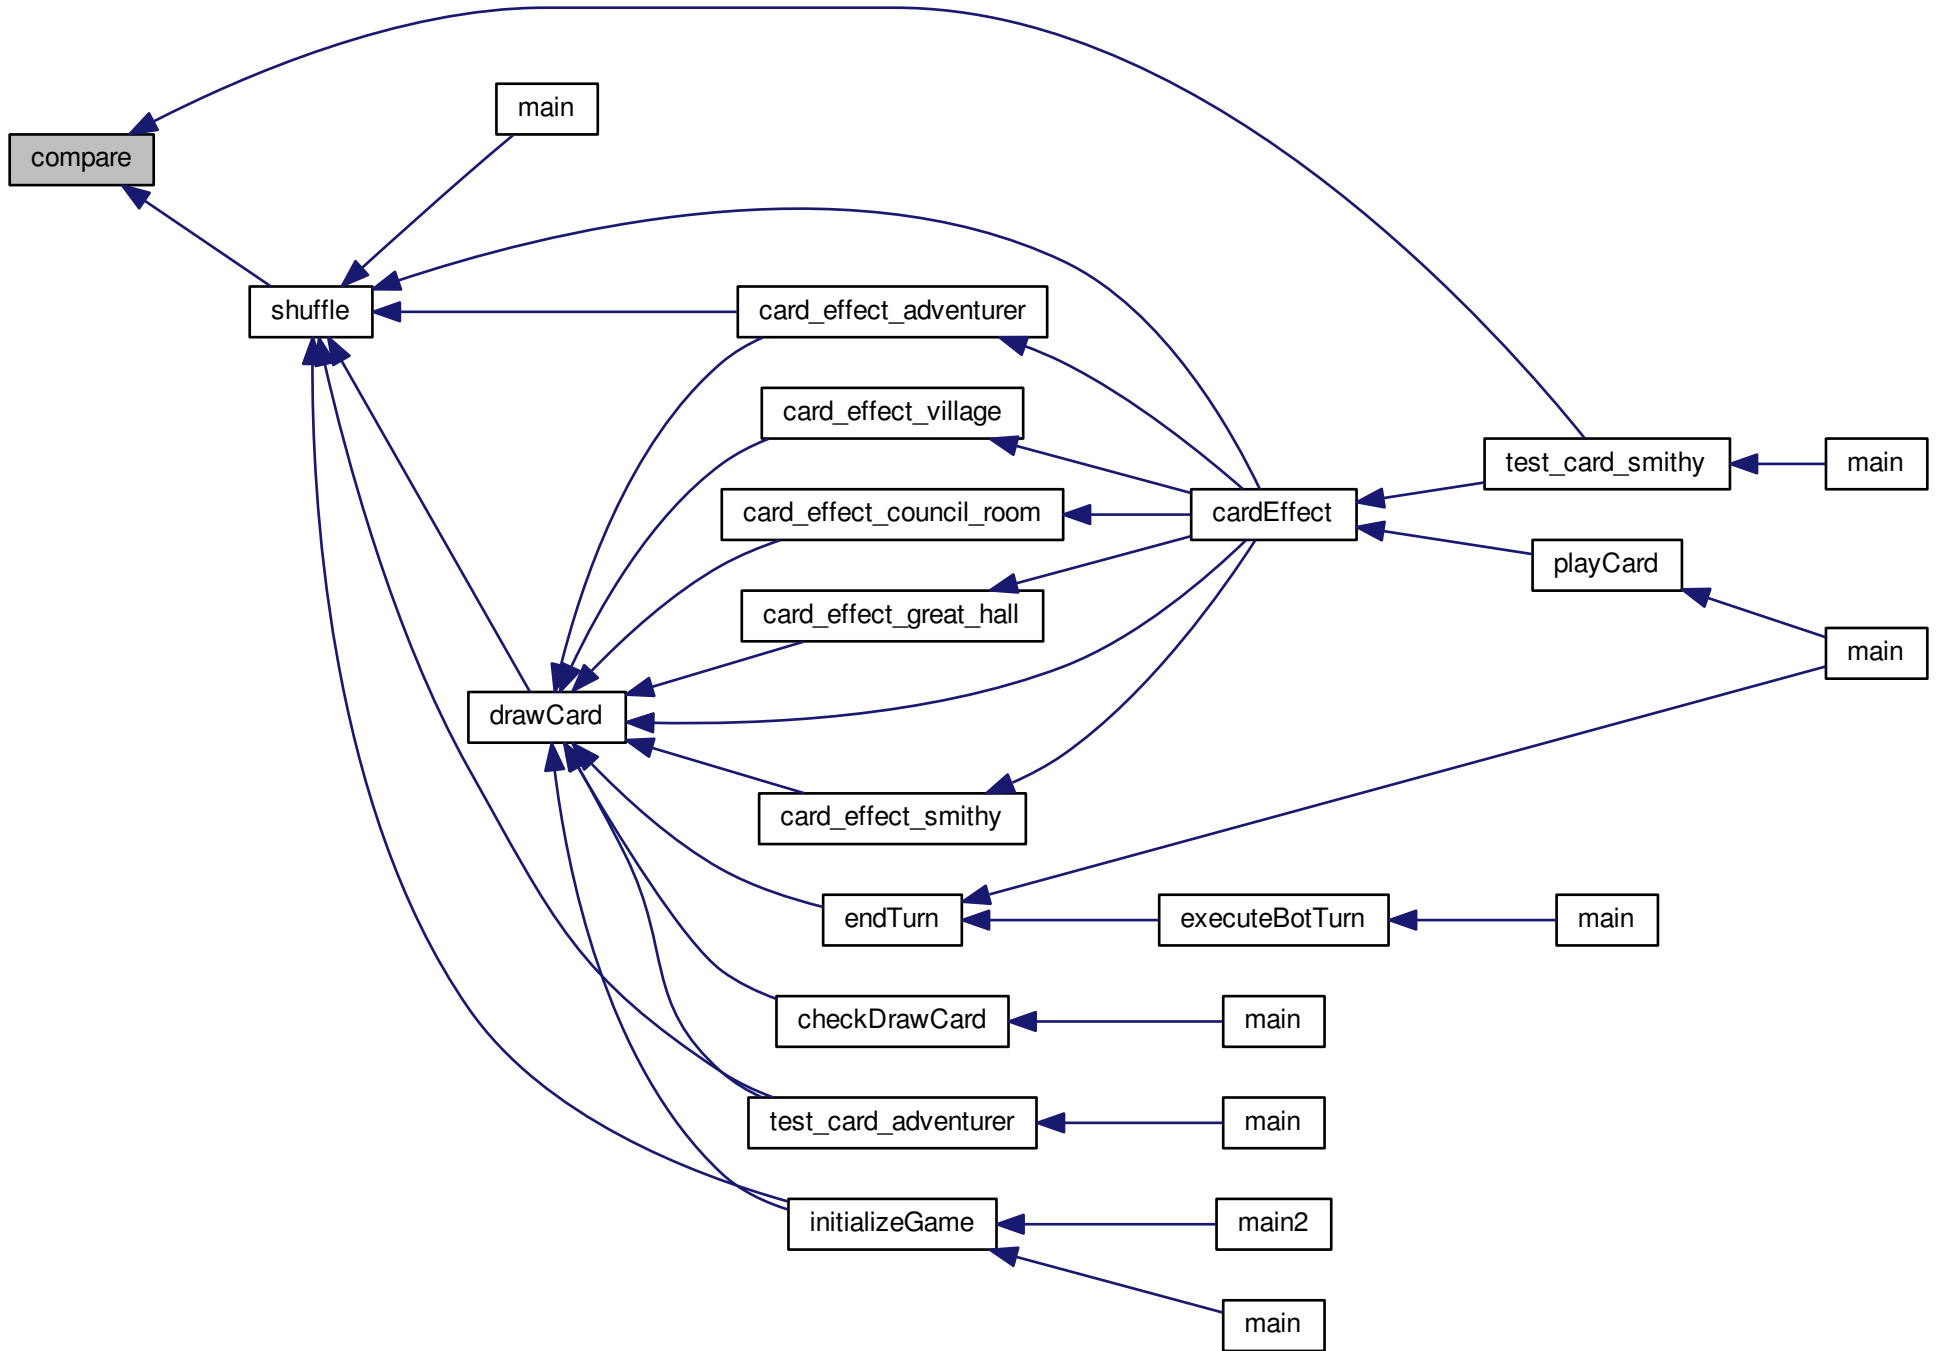 main
compare
shuffle
card_effect_adventurer
card_effect_village
test_card_smithy
main
card_effect_council_room
cardEffect
playCard
card_effect_great_hall
main
drawCard
card_effect_smithy
endTurn
executeBotTurn
main
checkDrawCard
main
test_card_adventurer
main
initializeGame
main2
main